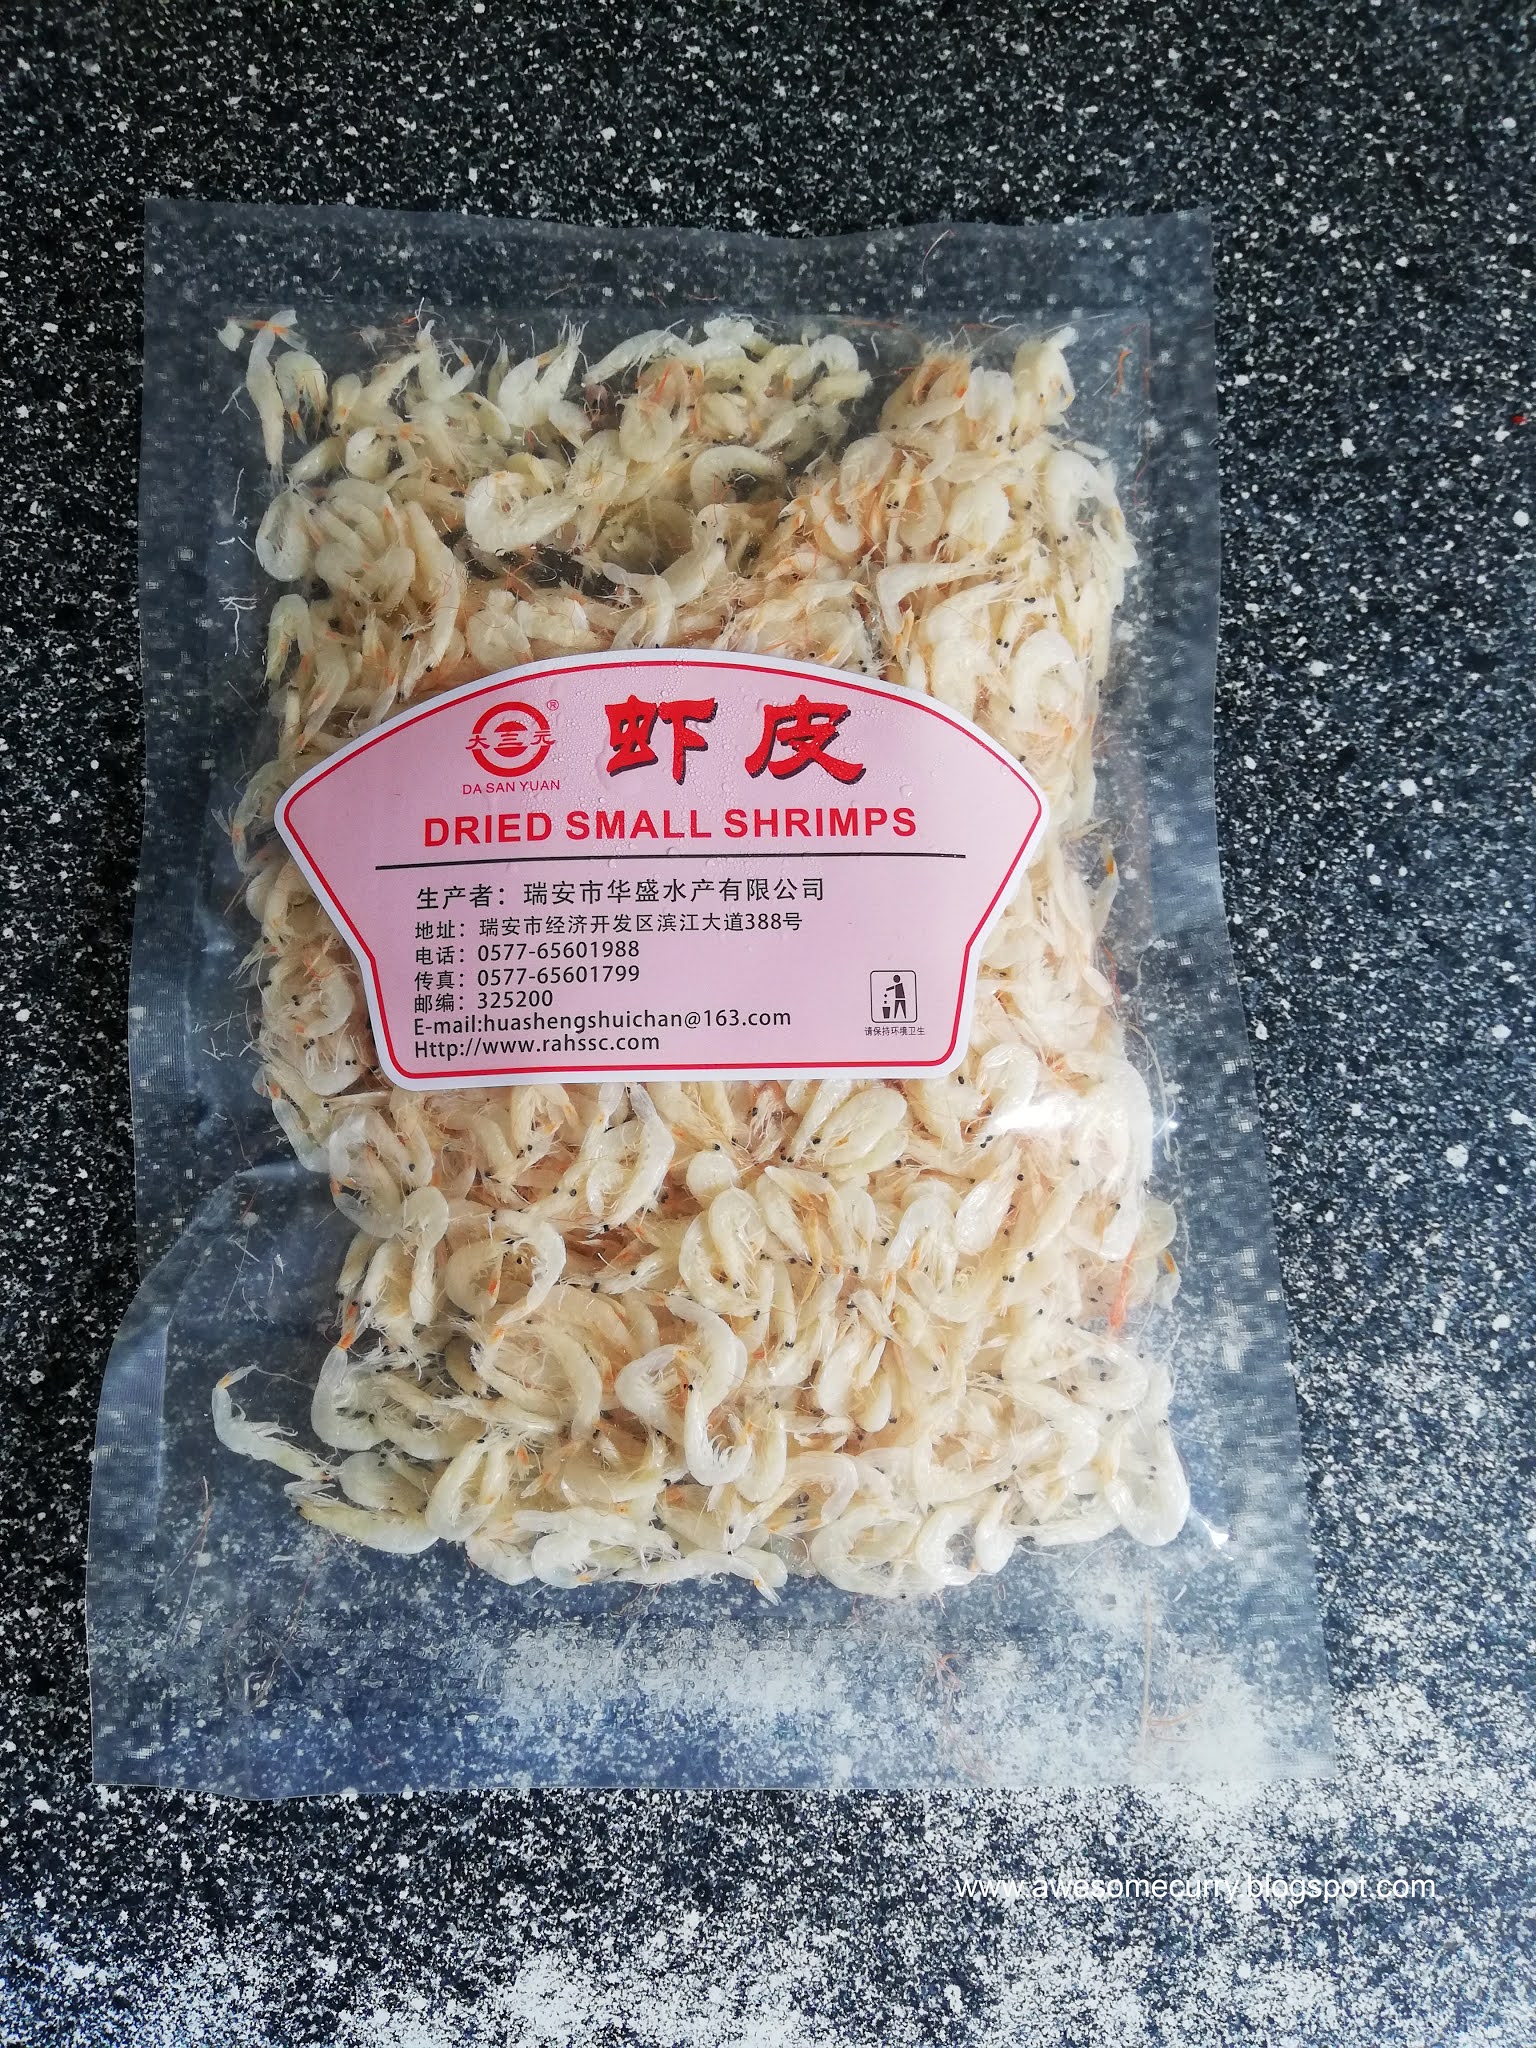 大三元®
DA SAN YUAN
虾皮
DRIED SMALL SHRIMPS
生产者：瑞安市华盛水产有限公司
地址：瑞安市经济开发区滨江大道388号
电话：0577-65601988
传真：0577-65601799
邮编：325200
E-mail:huashengshuichan@163.com
Http://www.rahssc.com
请保持环境卫生
www.awesomecurry.blogspot.com